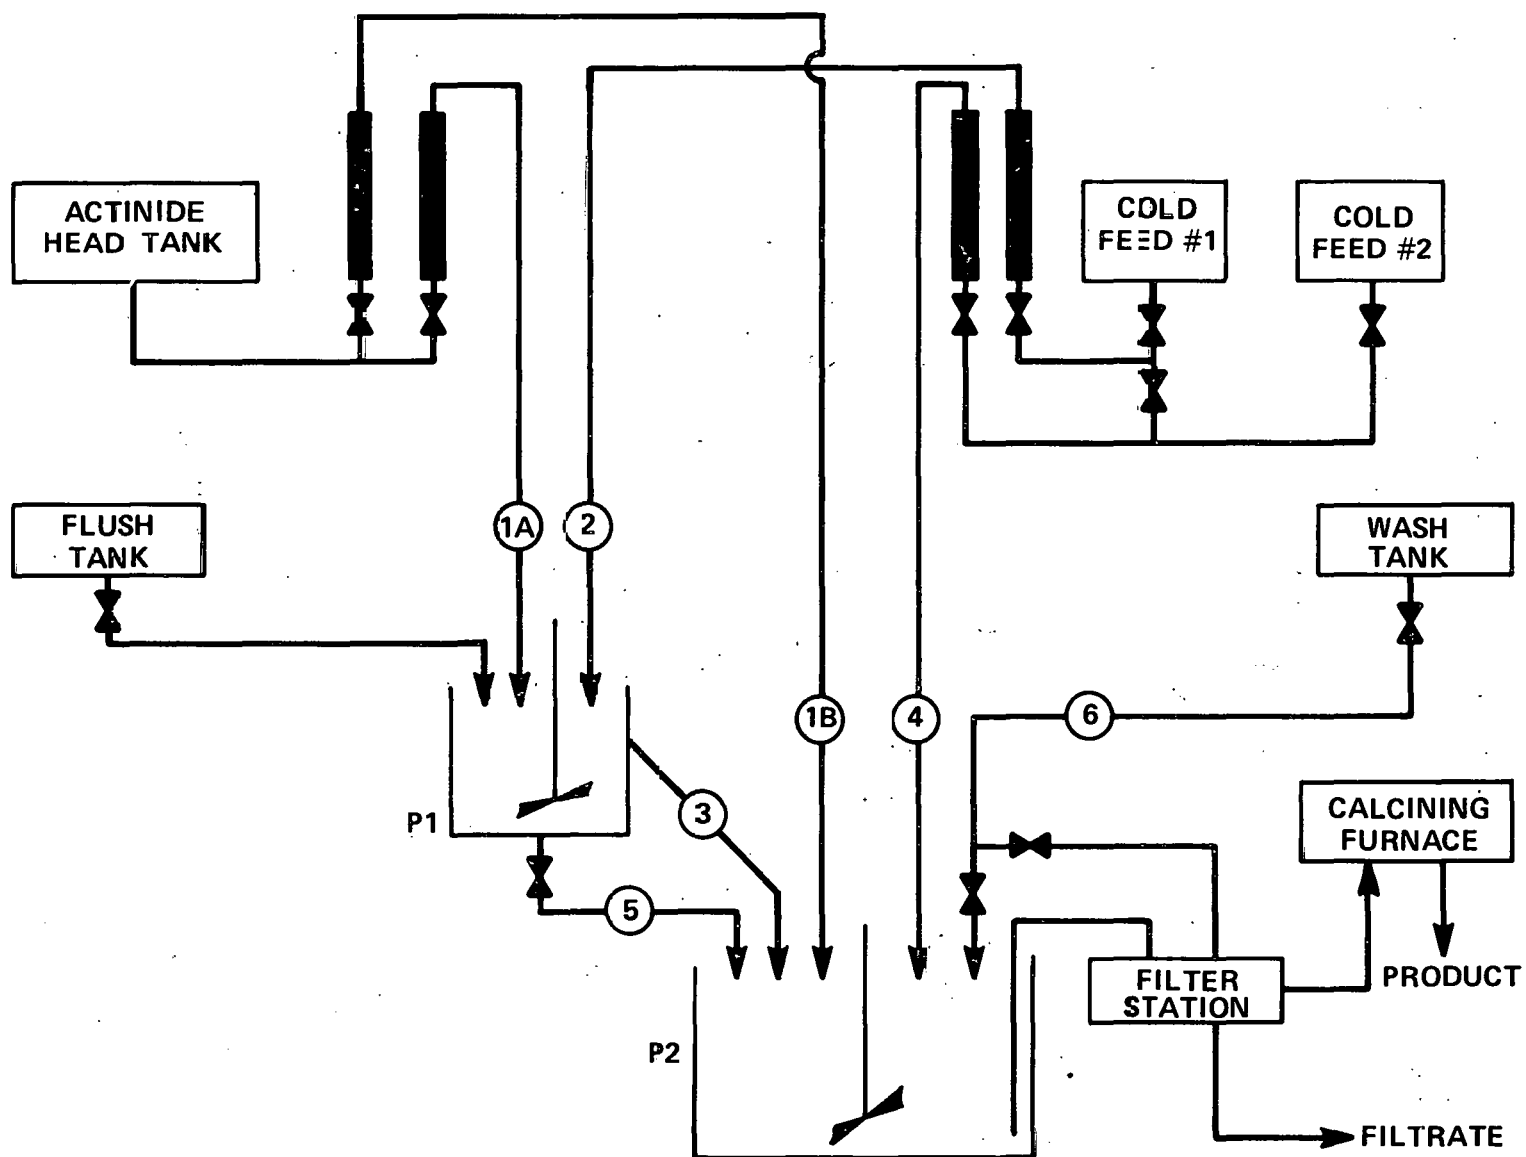 ACTINIDE
HEAD TANK
COLD
FEED #1
COLD
FEED #2
FLUSH
TANK
1A
2
WASH
TANK
1B
4
6
3
P1
CALCINING
FURNACE
5
FILTER
STATION
PRODUCT
P2
FILTRATE